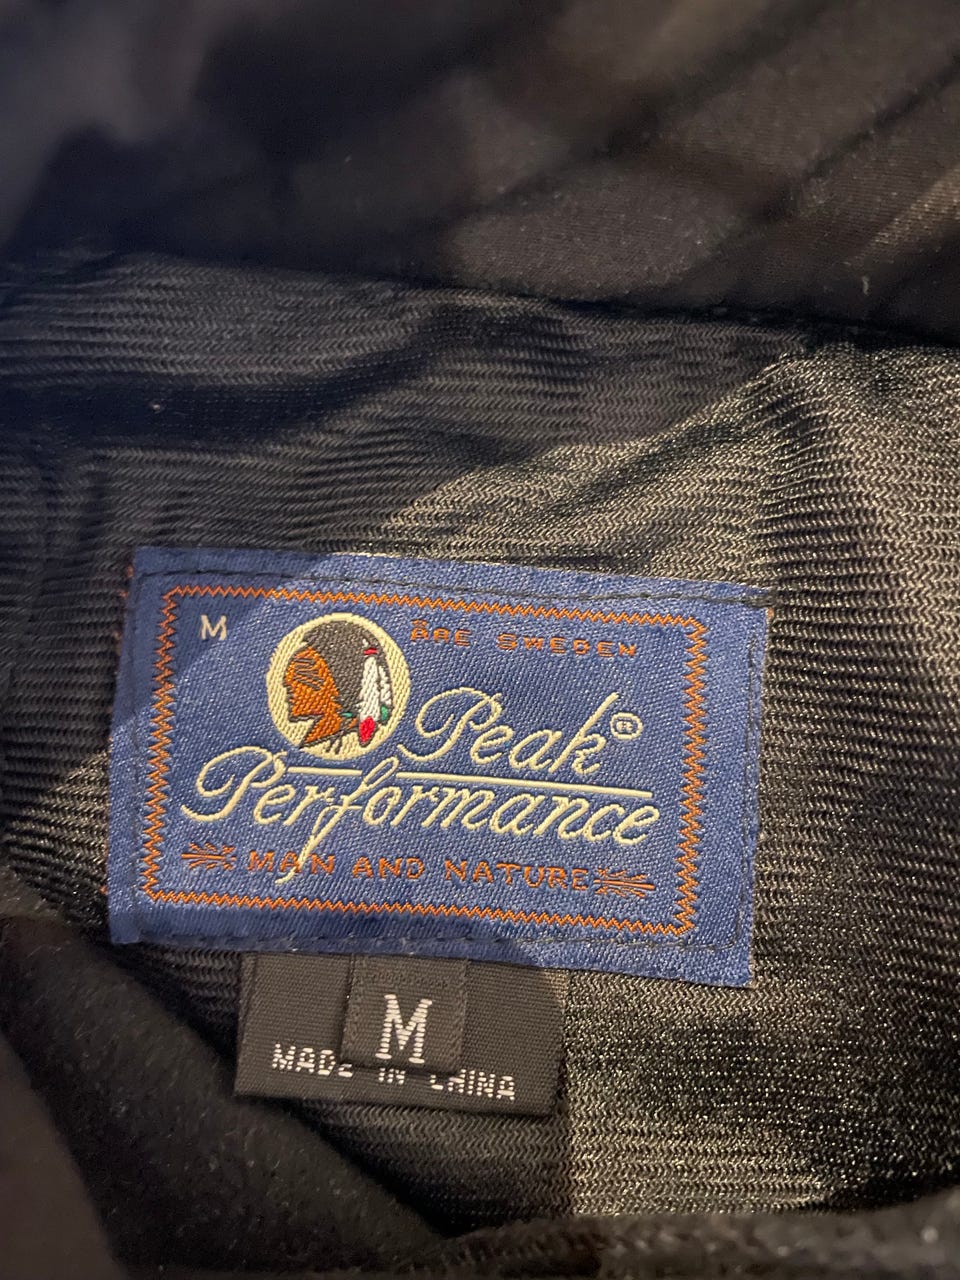 M
ÅRE SWEDEN
Peak®
Performance
MAN AND NATURE
M
MADE IN CHINA